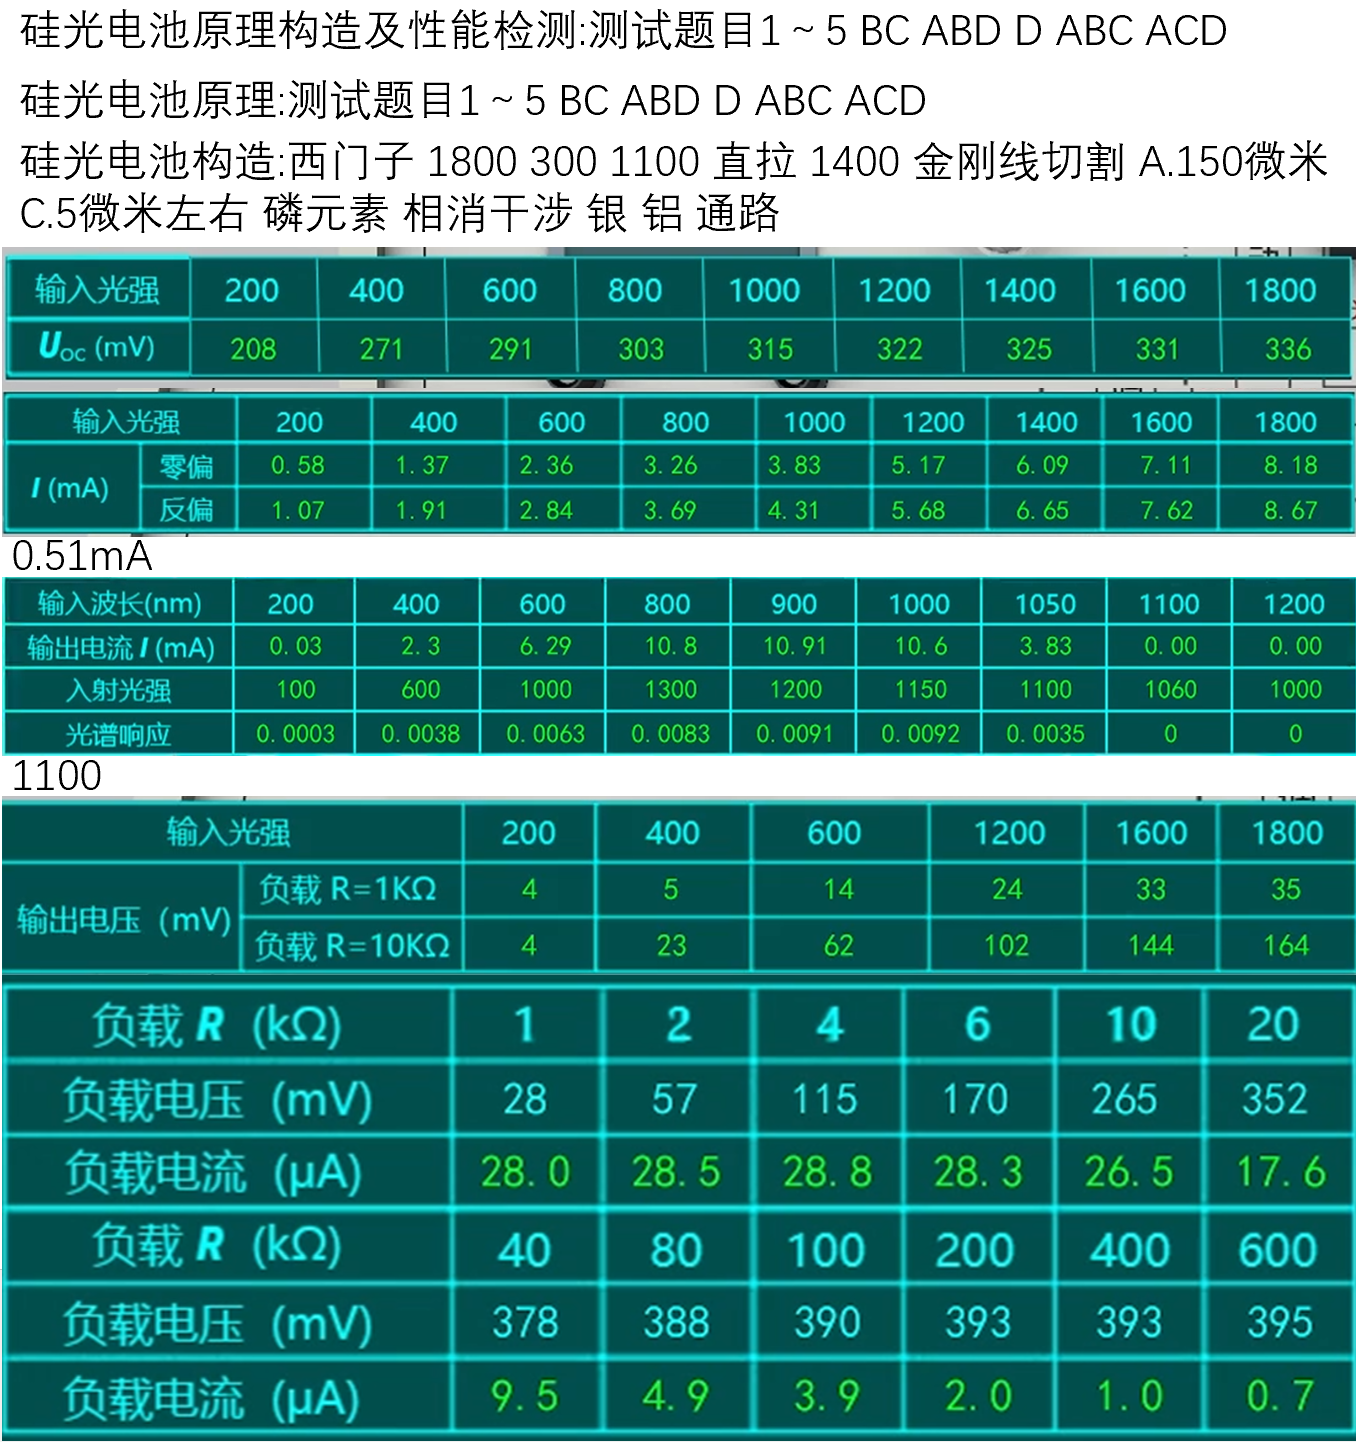 硅光电池原理构造及性能检测:测试题目1 ~ 5 BC ABD D ABC ACD
硅光电池原理:测试题目1 ~ 5 BC ABD D ABC ACD
硅光电池构造:西门子 1800 300 1100 直拉 1400 金刚线切割 A.150微米
C.5微米左右 磷元素 相消干涉 银 铝 通路
输入光强 200 400 600 800 1000 1200 1400 1600 1800
Uoc (mV) 208 271 291 303 315 322 325 331 336
输入光强 200 400 600 800 1000 1200 1400 1600 1800
I (mA) 零偏 0.58 1.37 2.36 3.26 3.83 5.17 6.09 7.11 8.18
反偏 1.07 1.91 2.84 3.69 4.31 5.68 6.65 7.62 8.67
0.51mA
输入波长(nm) 200 400 600 800 900 1000 1050 1100 1200
输出电流 I (mA) 0.03 2.3 6.29 10.8 10.91 10.6 3.83 0.00 0.00
入射光强 100 600 1000 1300 1200 1150 1100 1060 1000
光谱响应 0.0003 0.0038 0.0063 0.0083 0.0091 0.0092 0.0035 0 0
1100
输入光强 200 400 600 1200 1600 1800
输出电压（mV) 负载 R=1KΩ 4 5 14 24 33 35
负载 R=10KΩ 4 23 62 102 144 164
负载 R (kΩ) 1 2 4 6 10 20
负载电压 (mV) 28 57 115 170 265 352
负载电流 (μA) 28.0 28.5 28.8 28.3 26.5 17.6
负载 R (kΩ) 40 80 100 200 400 600
负载电压 (mV) 378 388 390 393 393 395
负载电流 (μA) 9.5 4.9 3.9 2.0 1.0 0.7